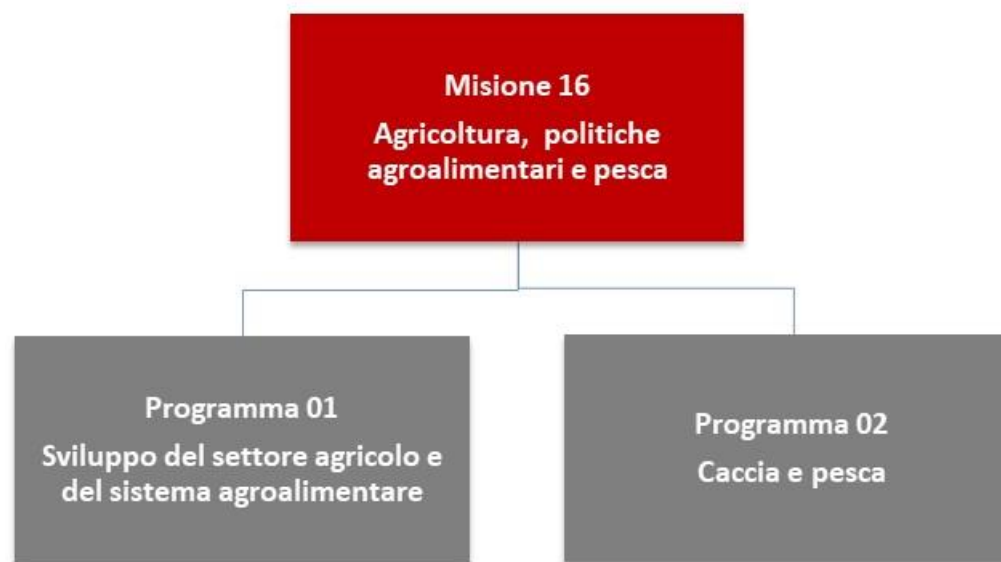 Misione 16
Agricoltura, politiche
agroalimentari e pesca
Programma 01
Sviluppo del settore agricolo e
del sistema agroalimentare
Programma 02
Caccia e pesca